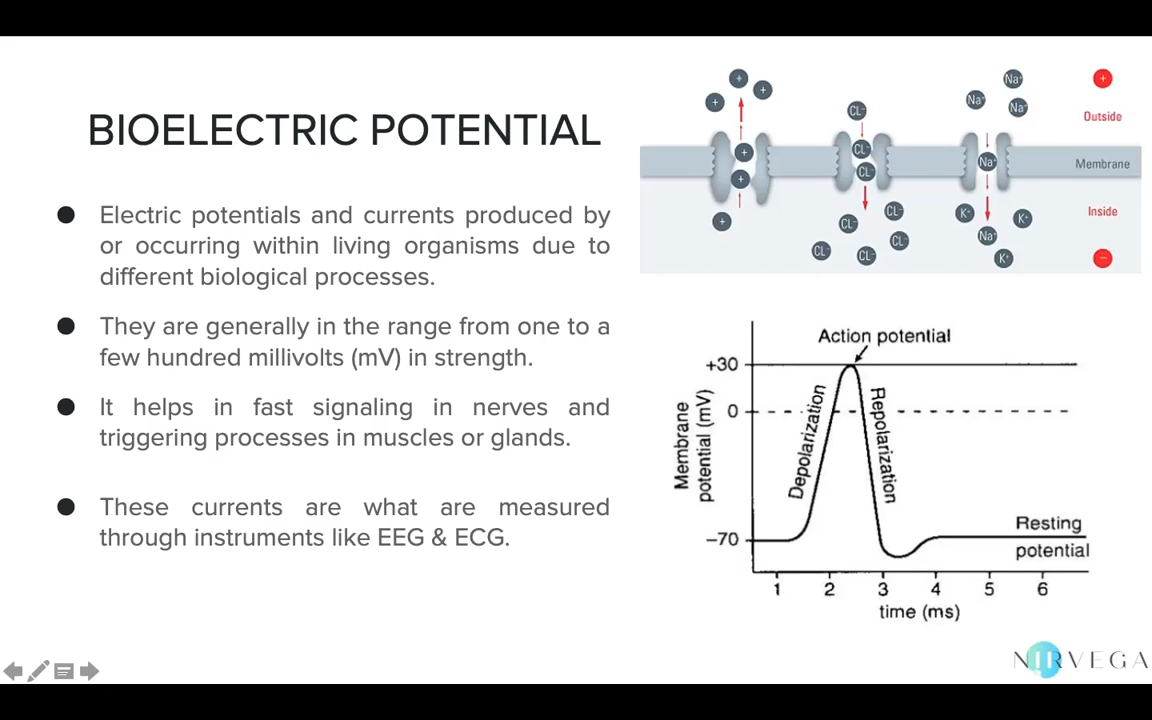 BIOELECTRIC POTENTIAL
● Electric potentials and currents produced by
or occurring within living organisms due to
different biological processes.
● They are generally in the range from one to a
few hundred millivolts (mV) in strength.
● It helps in fast signaling in nerves and
triggering processes in muscles or glands.
● These currents are what are measured
through instruments like EEG & ECG.
+
+
+
+
+
+
CL⁻
CL⁻
CL⁻
CL⁻
CL⁻
CL⁻
CL⁻
CL⁻
Na⁺
Na⁺
Na⁺
Na⁺
K⁺
K⁺
Na⁺
K⁺
+
Outside
Membrane
Inside
−
Action potential
+30
0
−70
Membrane
potential (mV)
Depolarization
Repolarization
Resting
potential
1 2 3 4 5 6
time (ms)
NIRVEGA